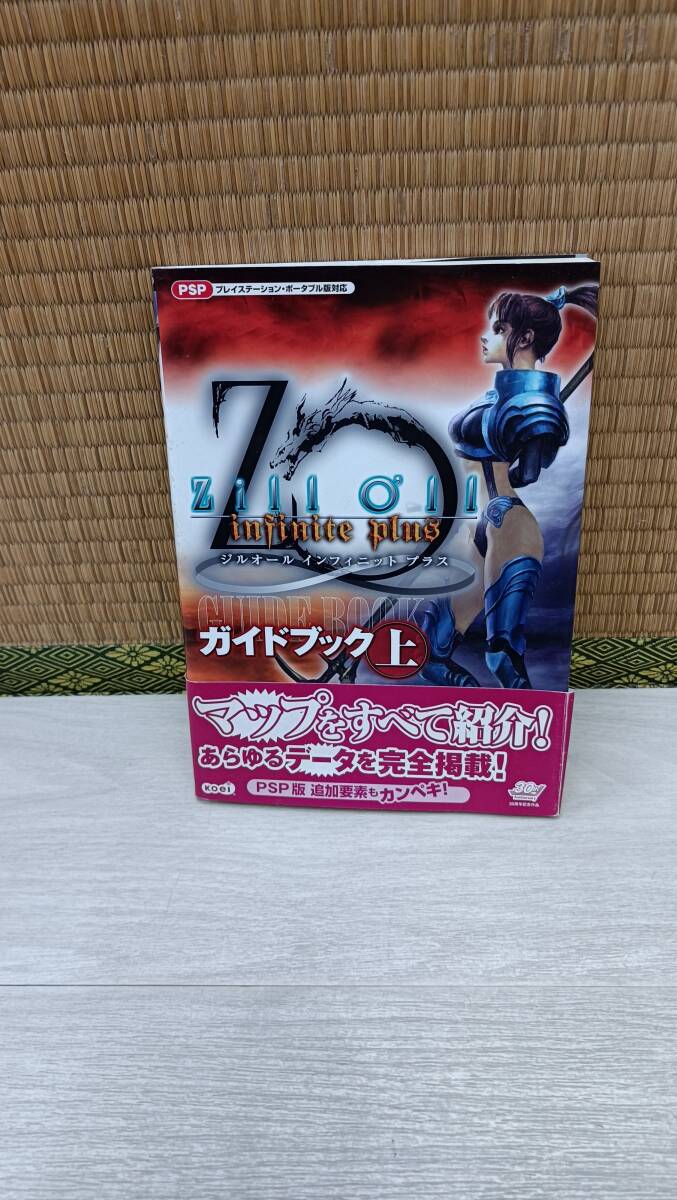 PSP プレイステーション・ポータブル版対応
ZO
Zill O'll
infinite plus
ジルオール インフィニット プラス
GUIDE BOOK
ガイドブック 上
マップをすべて紹介!
あらゆるデータを完全掲載!
koei PSP版 追加要素もカンペキ!
30th